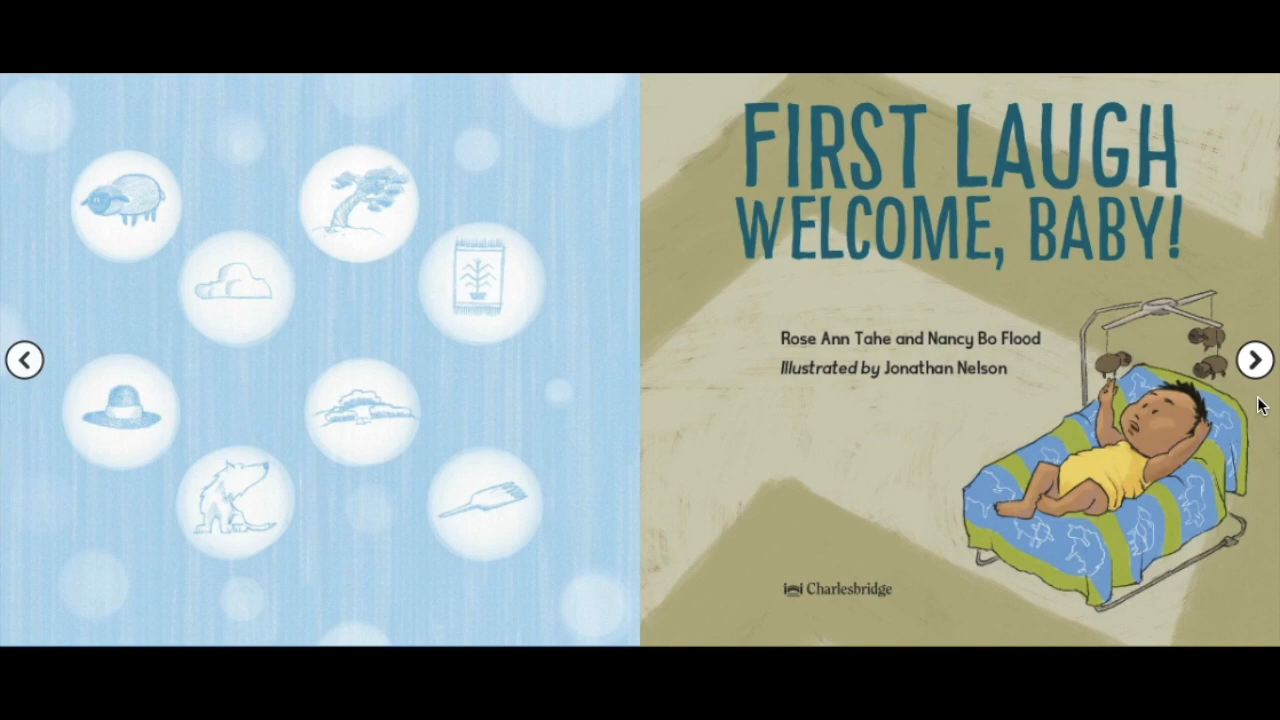 FIRST LAUGH
WELCOME, BABY!
Rose Ann Tahe and Nancy Bo Flood
Illustrated by Jonathan Nelson
Charlesbridge